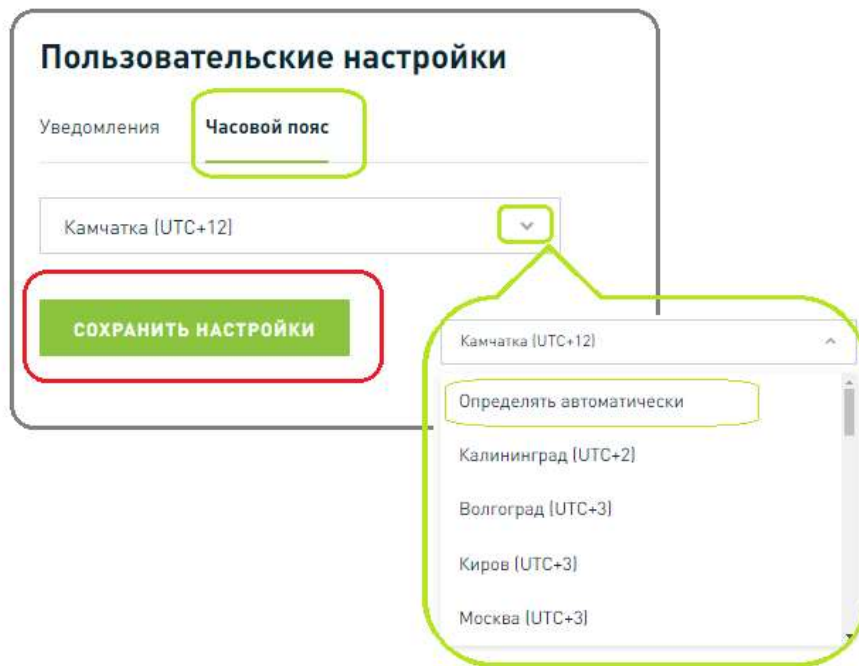 Пользовательские настройки
Уведомления Часовой пояс
Камчатка (UTC+12)
СОХРАНИТЬ НАСТРОЙКИ
Камчатка (UTC+12)
Определять автоматически
Калининград (UTC+2)
Волгоград (UTC+3)
Киров (UTC+3)
Москва (UTC+3)